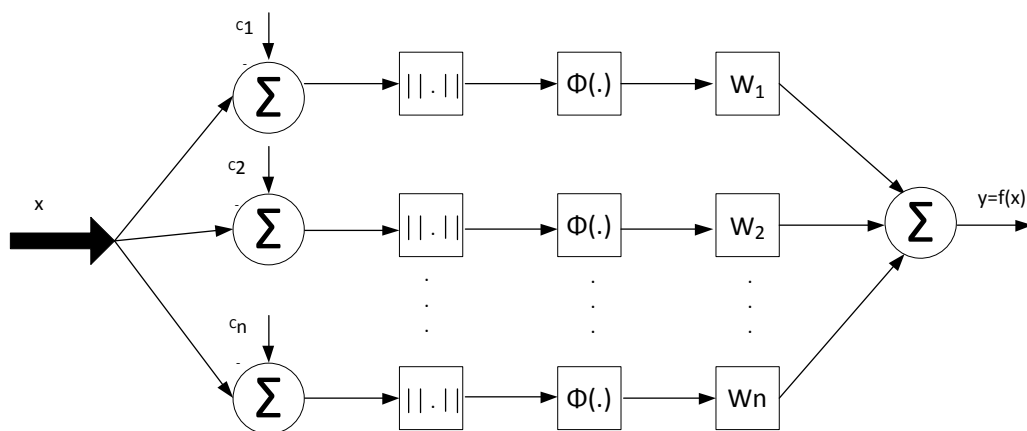 c1
Σ || . || Φ(.) W₁
x
c2
y=f(x)
Σ || . || Φ(.) W₂ Σ
. . .
. . .
. . .
cn
Σ || . || Φ(.) Wn